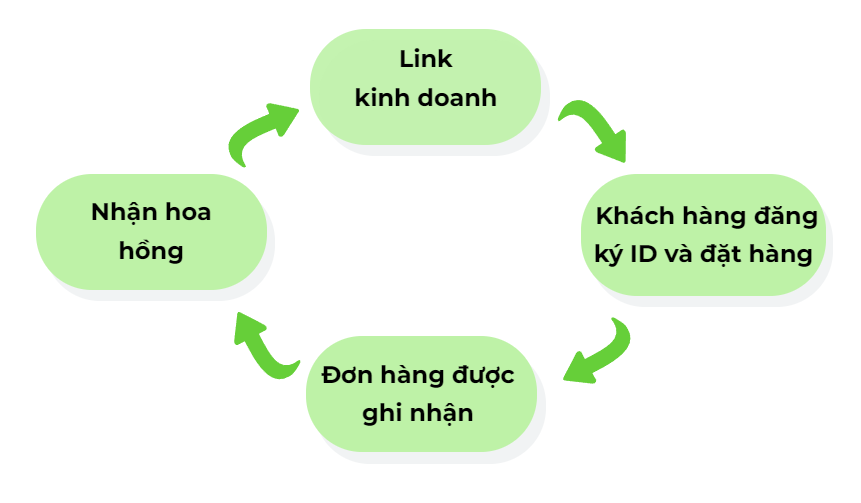 Link
kinh doanh
Khách hàng đăng
ký ID và đặt hàng
Đơn hàng được
ghi nhận
Nhận hoa
hồng